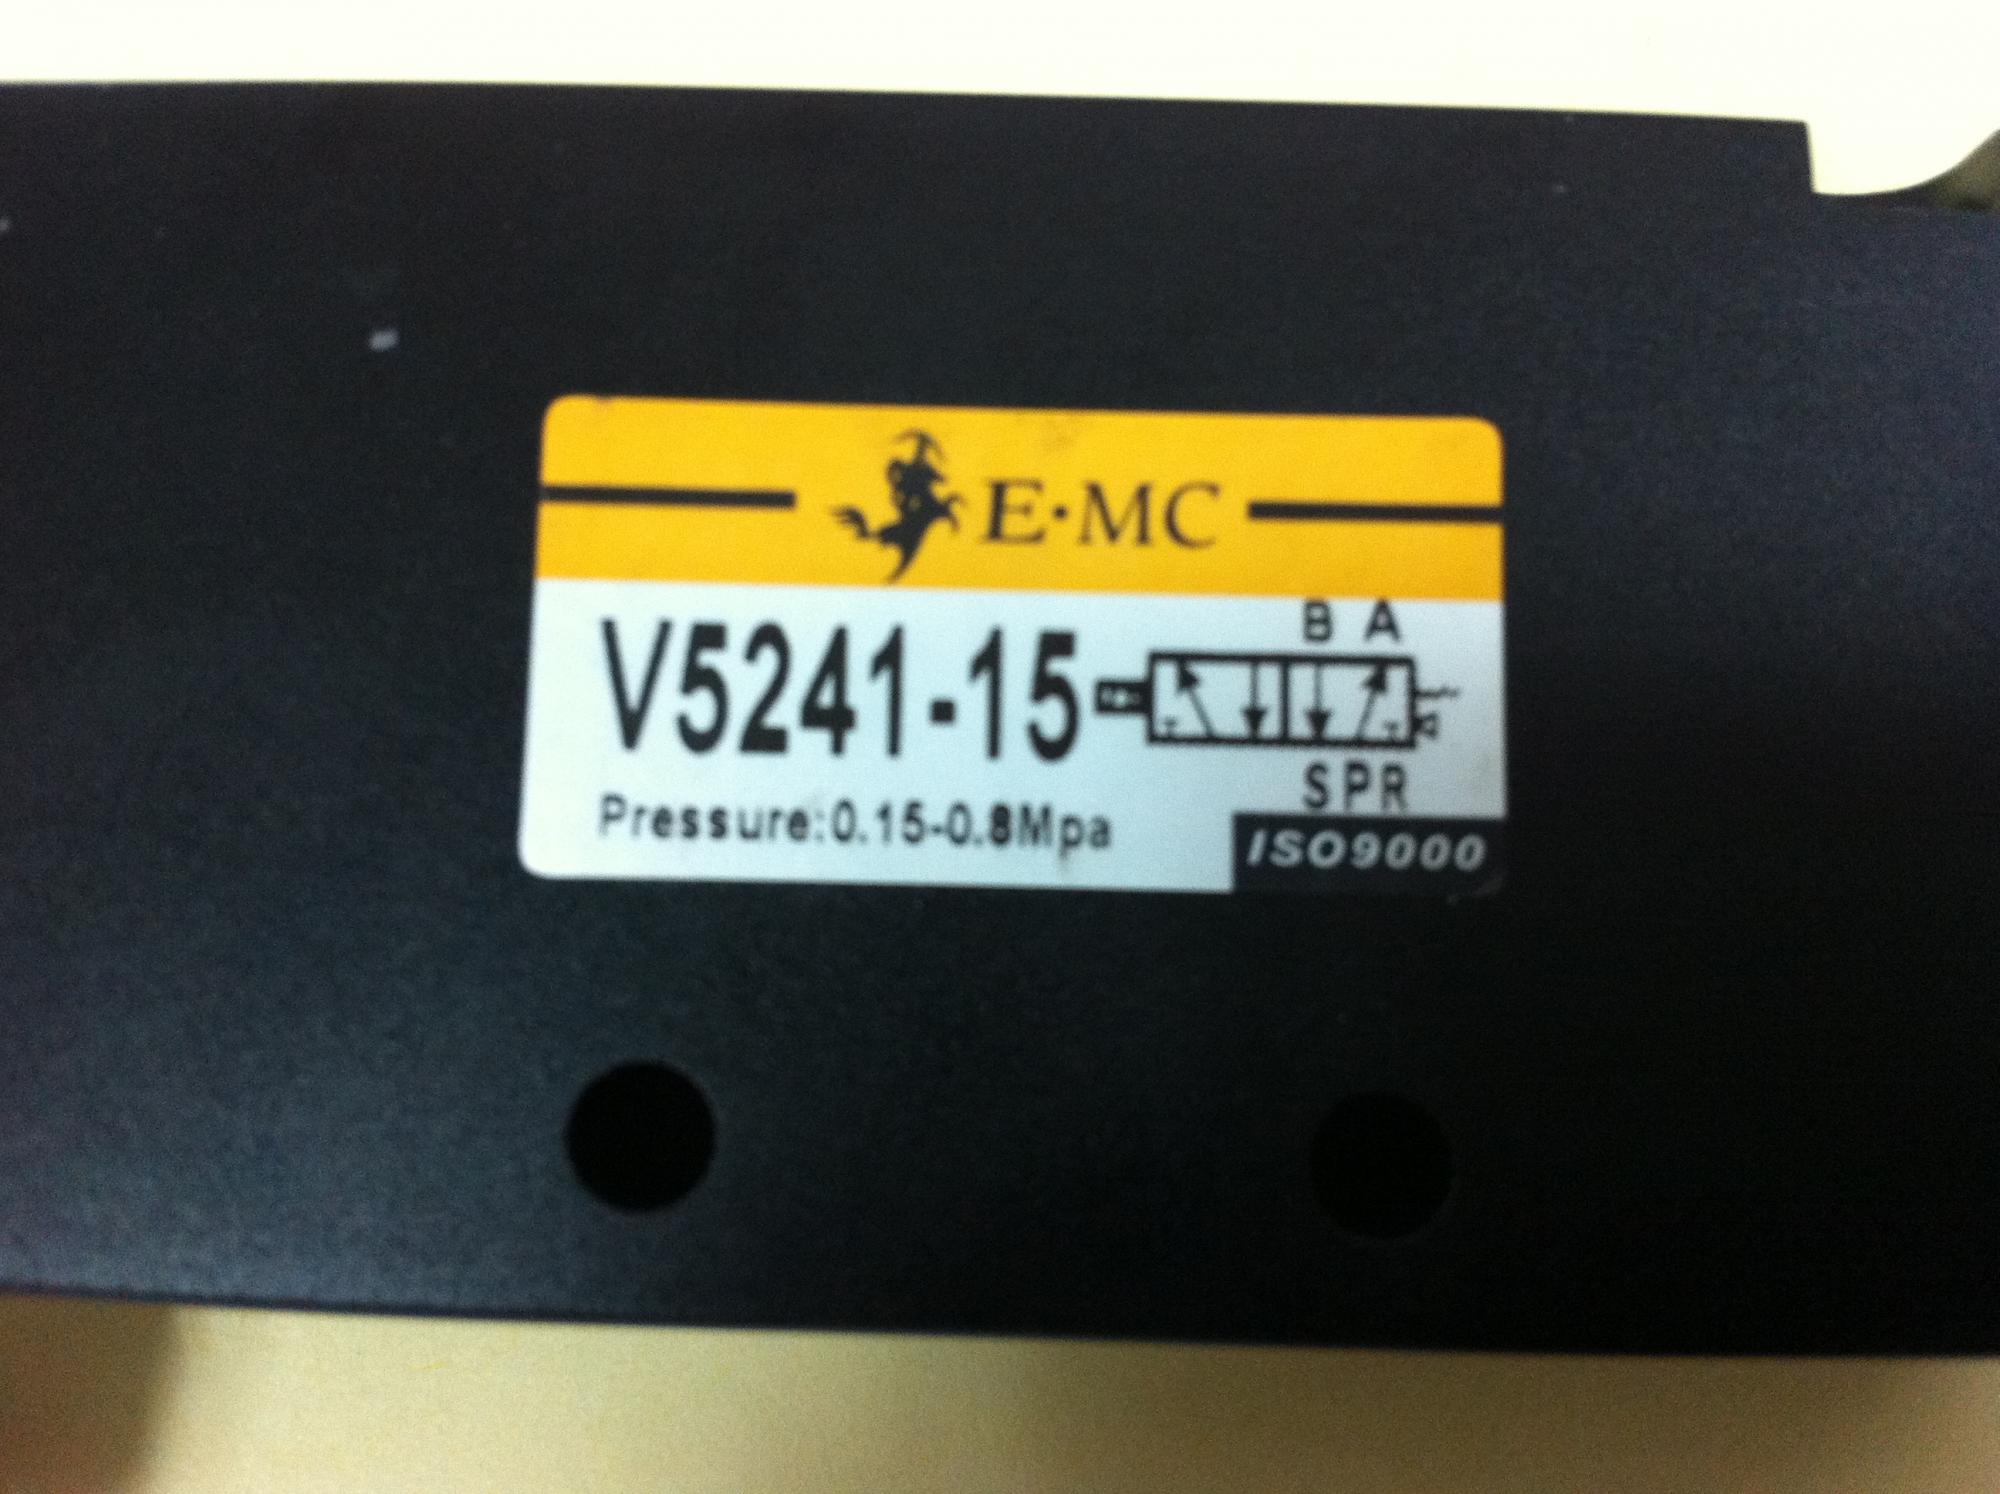 E·MC
B A
V5241-15
SPR
Pressure:0.15-0.8Mpa
ISO9000